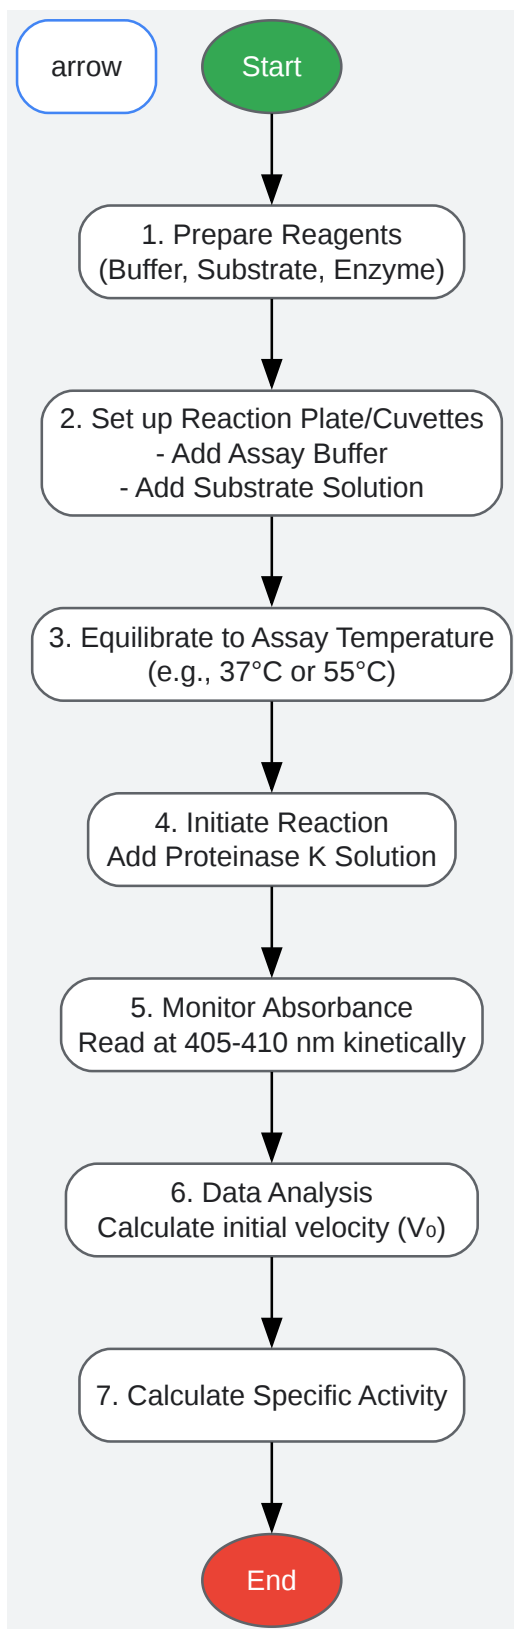 arrow
Start
1. Prepare Reagents
(Buffer, Substrate, Enzyme)
2. Set up Reaction Plate/Cuvettes
- Add Assay Buffer
- Add Substrate Solution
3. Equilibrate to Assay Temperature
(e.g., 37°C or 55°C)
4. Initiate Reaction
Add Proteinase K Solution
5. Monitor Absorbance
Read at 405-410 nm kinetically
6. Data Analysis
Calculate initial velocity (V₀)
7. Calculate Specific Activity
End